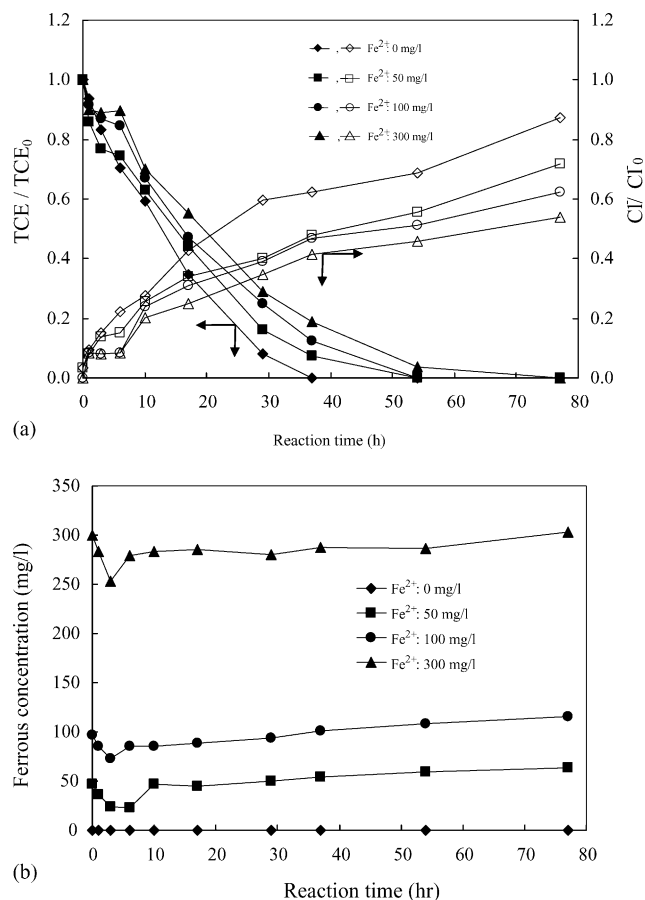 1.2
1.0
0.8
0.6
0.4
0.2
0.0
TCE / TCE₀
1.2
1.0
0.8
0.6
0.4
0.2
0.0
Cl⁻/ Cl⁻₀
, Fe²⁺: 0 mg/l
, Fe²⁺: 50 mg/l
, Fe²⁺: 100 mg/l
, Fe²⁺: 300 mg/l
0 10 20 30 40 50 60 70 80
(a)
Reaction time (h)
350
300
250
200
150
100
50
0
Ferrous concentration (mg/l)
Fe²⁺: 0 mg/l
Fe²⁺: 50 mg/l
Fe²⁺: 100 mg/l
Fe²⁺: 300 mg/l
0 10 20 30 40 50 60 70 80
(b)
Reaction time (hr)